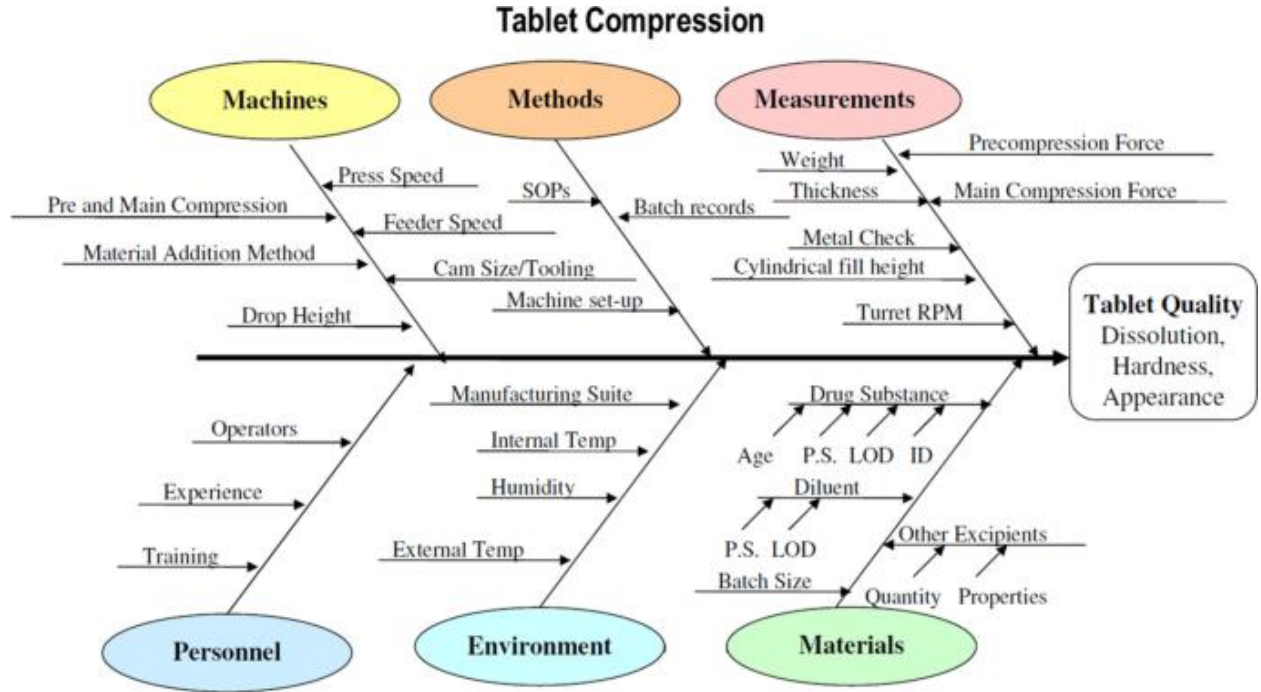 Tablet Compression
Machines
Methods
Measurements
Press Speed
Pre and Main Compression
Feeder Speed
Material Addition Method
Cam Size/Tooling
Drop Height
SOPs
Batch records
Machine set-up
Precompression Force
Weight
Thickness
Main Compression Force
Metal Check
Cylindrical fill height
Turret RPM
Tablet Quality
Dissolution,
Hardness,
Appearance
Operators
Experience
Training
Personnel
Manufacturing Suite
Internal Temp
Humidity
External Temp
Environment
Drug Substance
Age
P.S.
LOD
ID
Diluent
P.S.
LOD
Other Excipients
Quantity
Properties
Batch Size
Materials